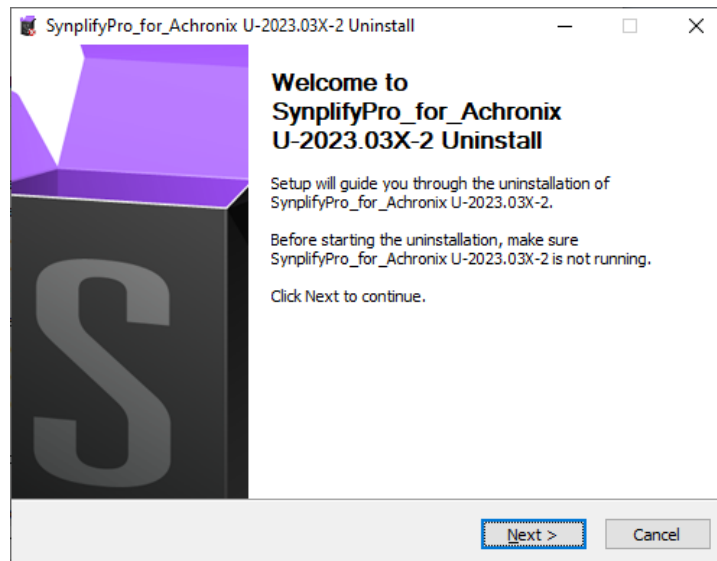 SynplifyPro_for_Achronix U-2023.03X-2 Uninstall
Welcome to
SynplifyPro_for_Achronix
U-2023.03X-2 Uninstall
Setup will guide you through the uninstallation of
SynplifyPro_for_Achronix U-2023.03X-2.
Before starting the uninstallation, make sure
SynplifyPro_for_Achronix U-2023.03X-2 is not running.
Click Next to continue.
S
Next >
Cancel